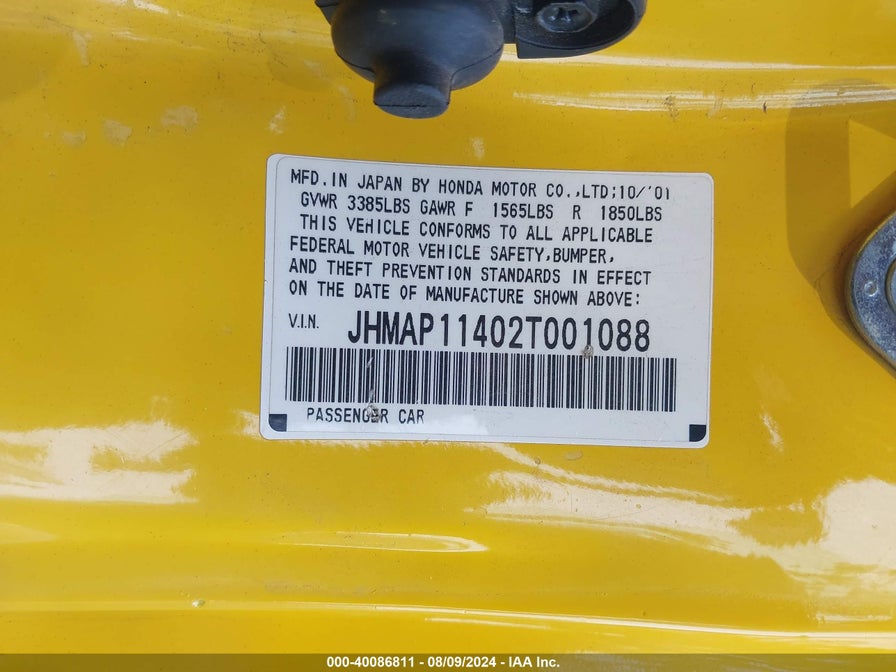 MFD. IN JAPAN BY HONDA MOTOR CO.,LTD;10/'01
GVWR 3385LBS GAWR F 1565LBS R 1850LBS
THIS VEHICLE CONFORMS TO ALL APPLICABLE
FEDERAL MOTOR VEHICLE SAFETY,BUMPER,
AND THEFT PREVENTION STANDARDS IN EFFECT
ON THE DATE OF MANUFACTURE SHOWN ABOVE:
V.I.N. JHMAP11402T001088
PASSENGER CAR
000-40086811 - 08/09/2024 - IAA Inc.